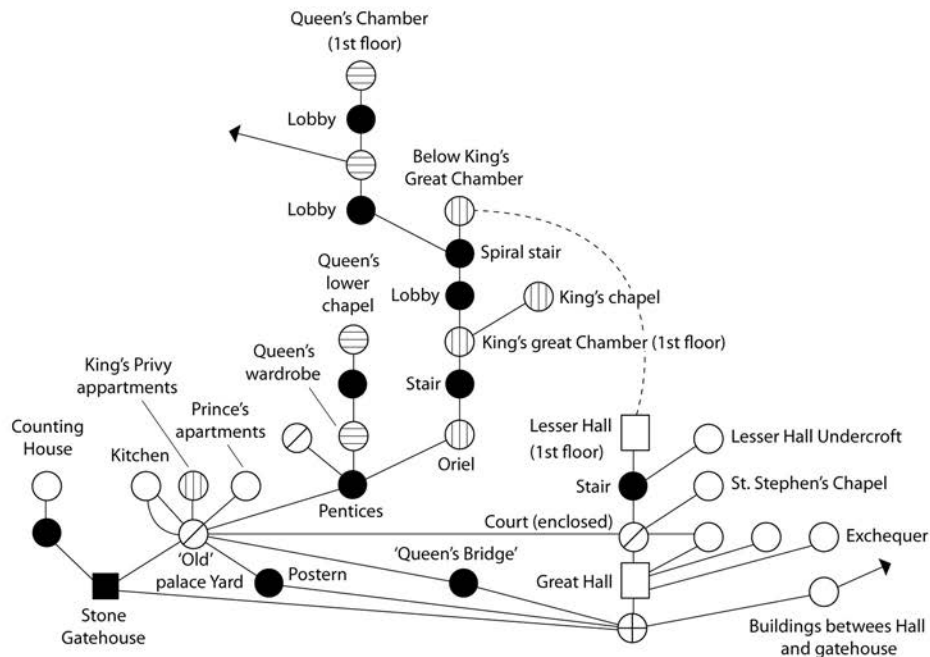 Queen's Chamber
(1st floor)
Lobby
Below King's
Great Chamber
Lobby
Spiral stair
Queen's
lower
chapel
Lobby
King's chapel
King's great Chamber (1st floor)
Queen's
wardrobe
King's Privy
appartments
Stair
Prince's
apartments
Counting
House
Kitchen
Oriel
Lesser Hall
(1st floor)
Lesser Hall Undercroft
Stair
St. Stephen's Chapel
Pentices
Court (enclosed)
Exchequer
'Old'
palace Yard
'Queen's Bridge'
Postern
Great Hall
Stone
Gatehouse
Buildings betwees Hall
and gatehouse